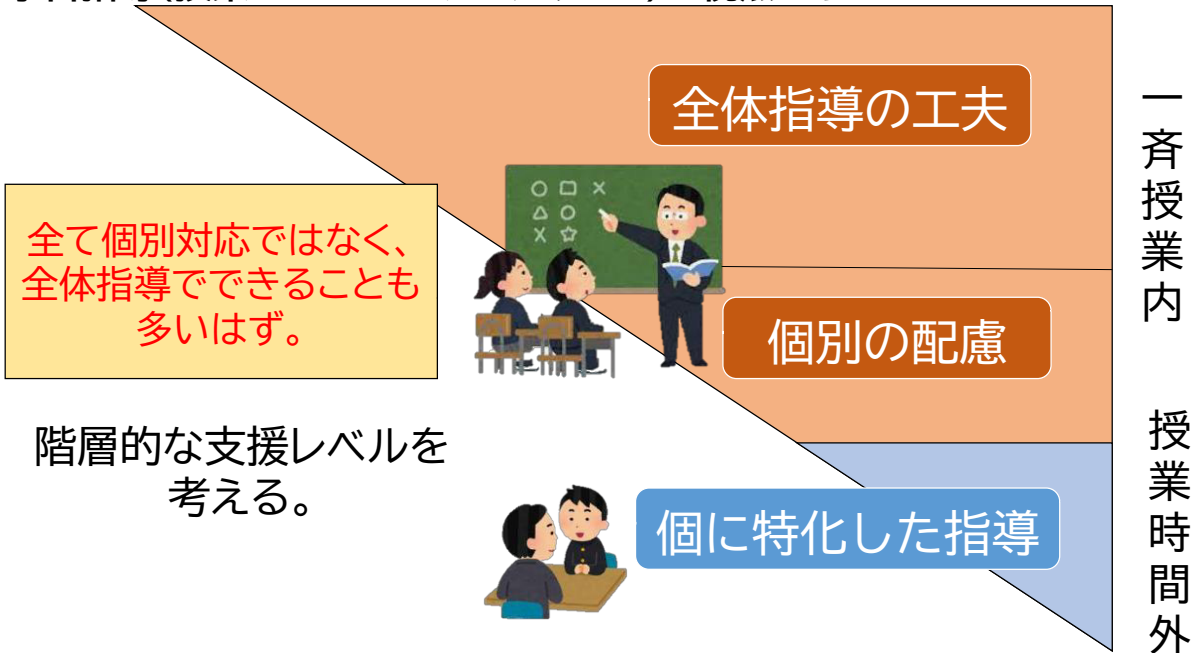 全体指導の工夫
一斉授業内
全て個別対応ではなく、
全体指導でできることも
多いはず。
個別の配慮
階層的な支援レベルを
考える。
授業時間外
個に特化した指導